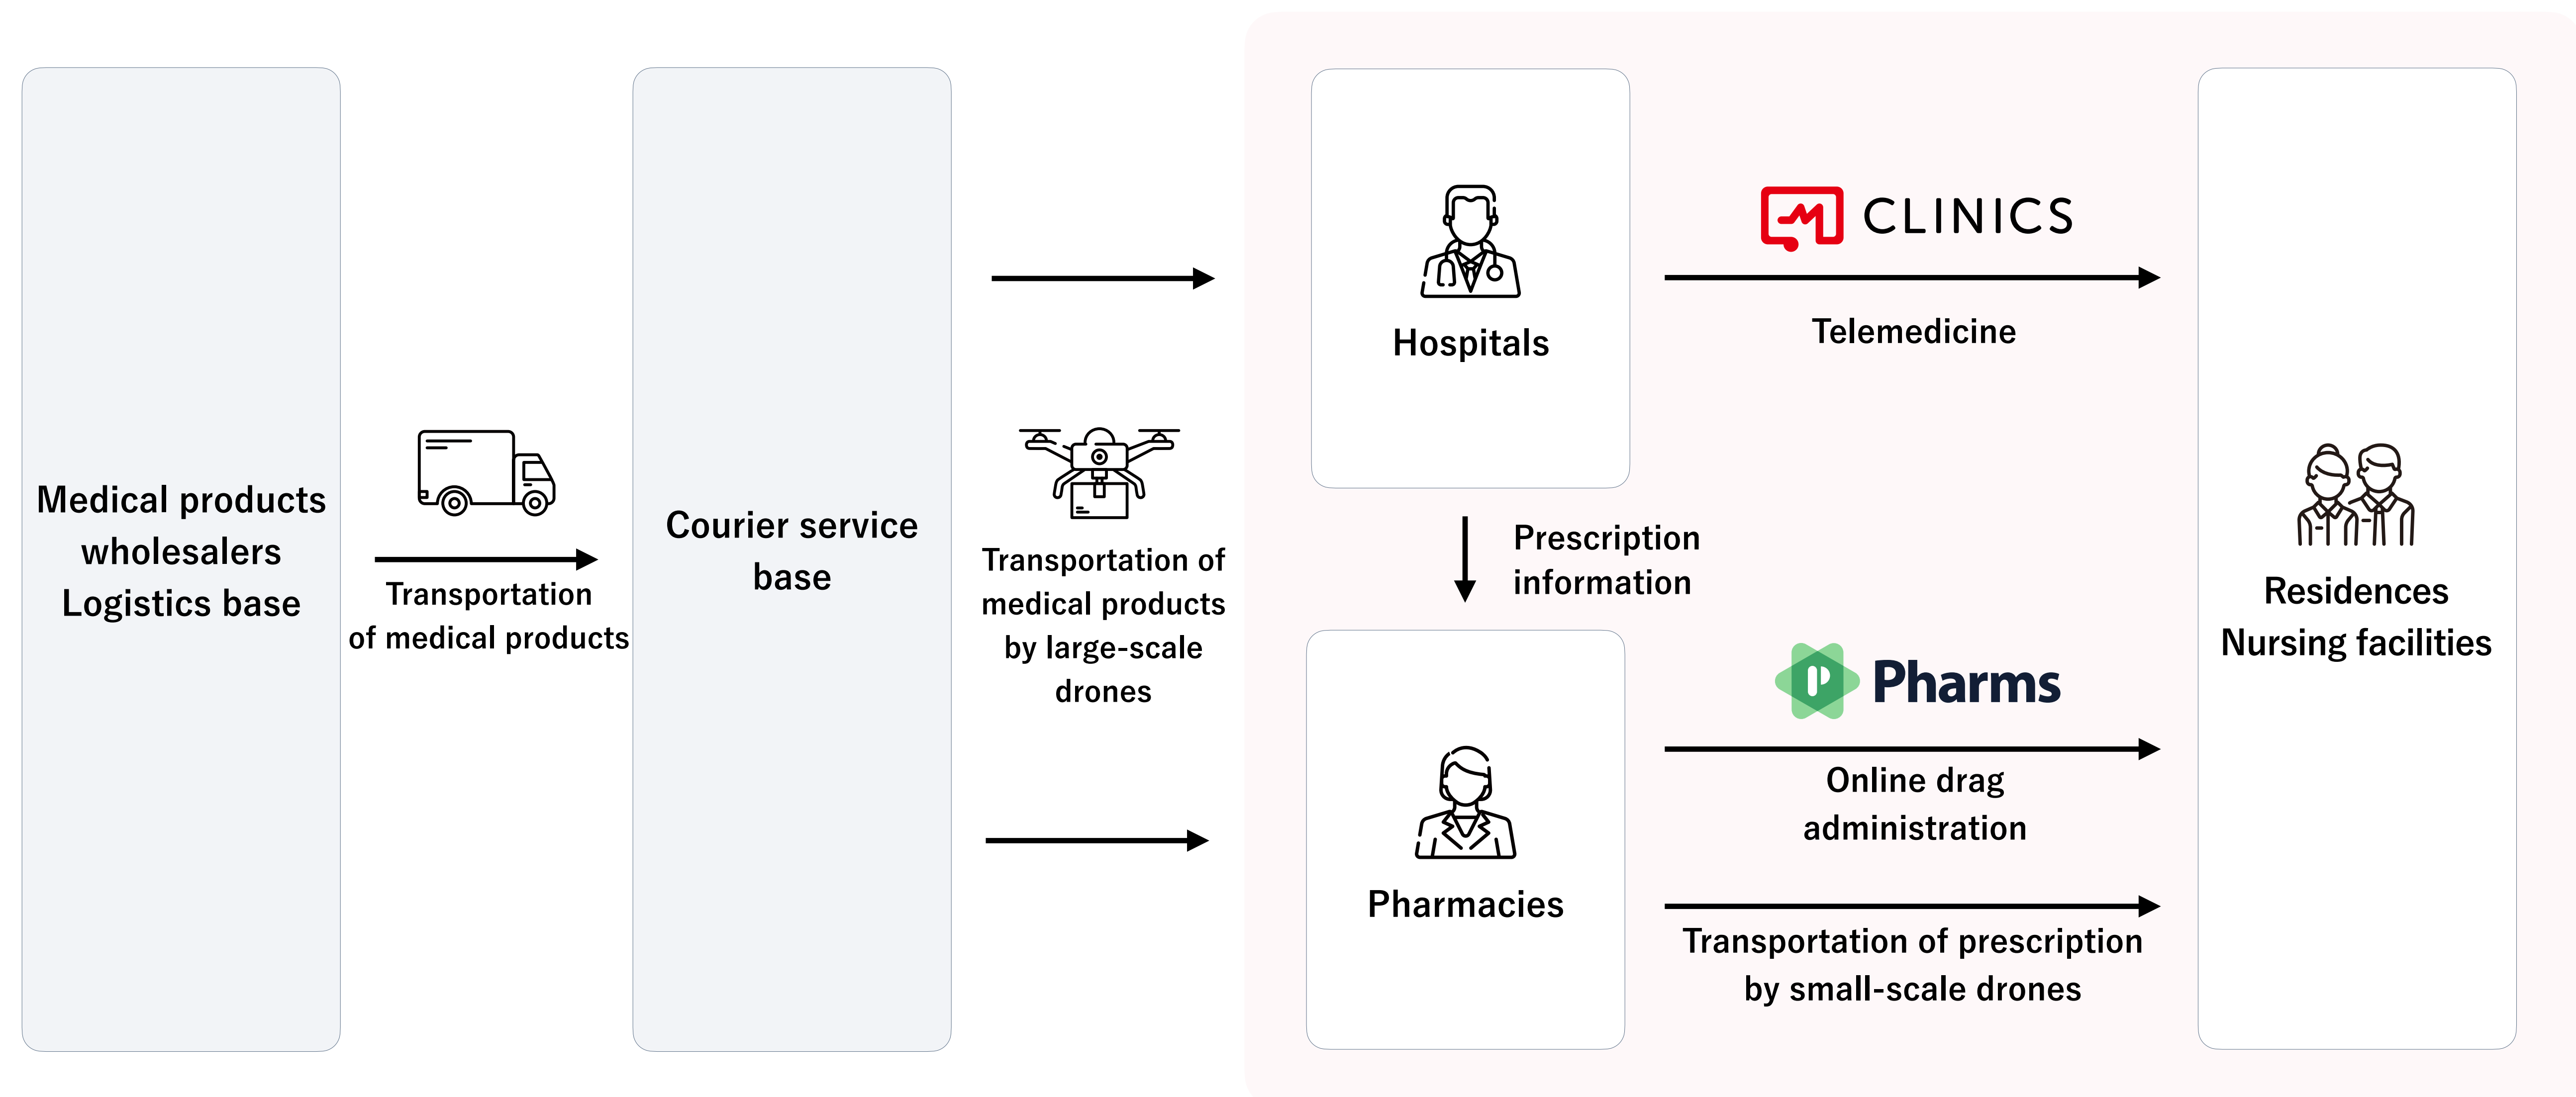 Medical products
wholesalers
Logistics base
Transportation
of medical products
Courier service
base
Transportation of
medical products
by large-scale
drones
Hospitals
CLINICS
Telemedicine
Prescription
information
Pharmacies
Pharms
Online drag
administration
Transportation of prescription
by small-scale drones
Residences
Nursing facilities